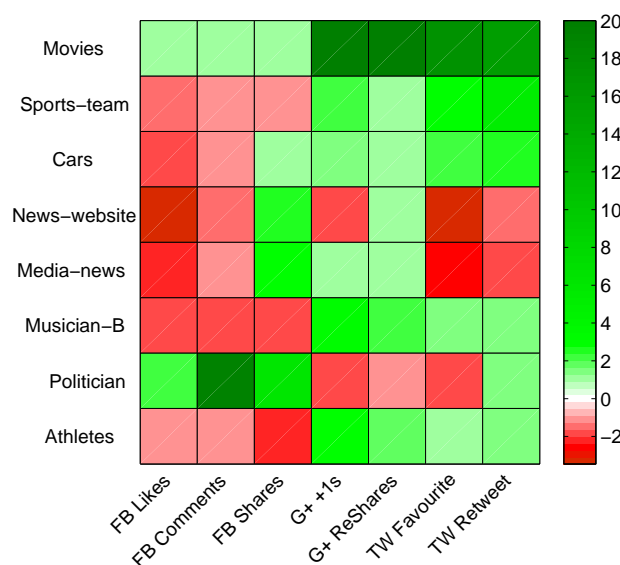 Movies
Sports-team
Cars
News-website
Media-news
Musician-B
Politician
Athletes
FB Likes
FB Comments
FB Shares
G+ +1s
G+ ReShares
TW Favourite
TW Retweet
20
18
16
14
12
10
8
6
4
2
0
−2